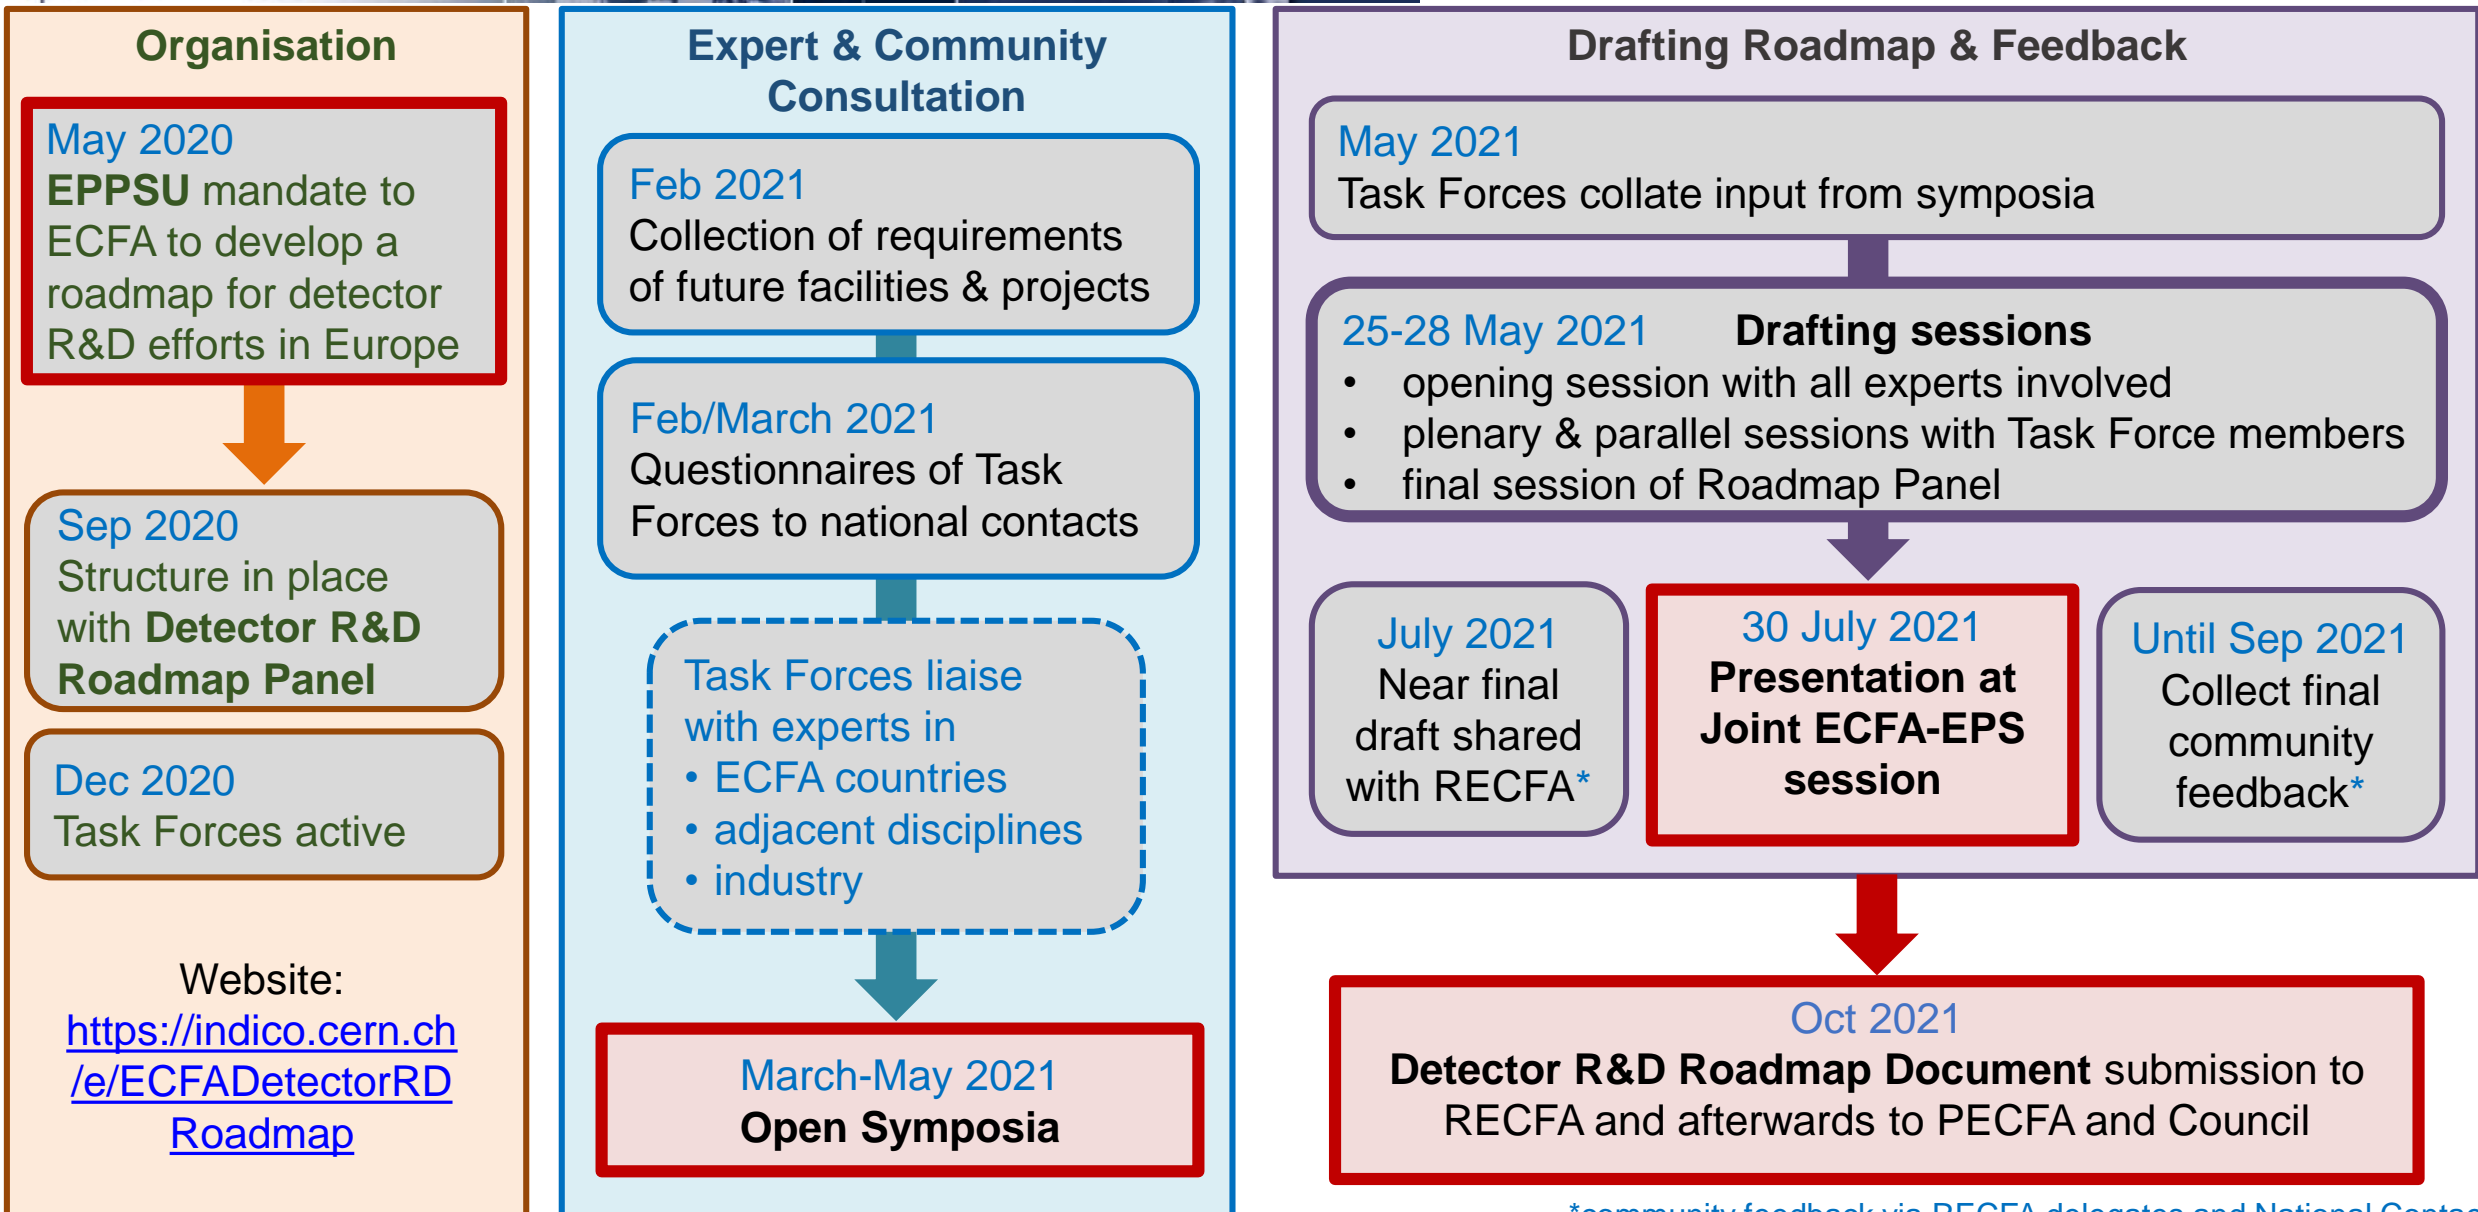 Organisation
May 2020
EPPSU mandate to
ECFA to develop a
roadmap for detector
R&D efforts in Europe
Sep 2020
Structure in place
with Detector R&D
Roadmap Panel
Dec 2020
Task Forces active
Website:
https://indico.cern.ch
/e/ECFADetectorRD
Roadmap
Expert & Community
Consultation
Feb 2021
Collection of requirements
of future facilities & projects
Feb/March 2021
Questionnaires of Task
Forces to national contacts
Task Forces liaise
with experts in
• ECFA countries
• adjacent disciplines
• industry
March-May 2021
Open Symposia
Drafting Roadmap & Feedback
May 2021
Task Forces collate input from symposia
25-28 May 2021 Drafting sessions
• opening session with all experts involved
• plenary & parallel sessions with Task Force members
• final session of Roadmap Panel
July 2021
Near final
draft shared
with RECFA*
30 July 2021
Presentation at
Joint ECFA-EPS
session
Until Sep 2021
Collect final
community
feedback*
Oct 2021
Detector R&D Roadmap Document submission to
RECFA and afterwards to PECFA and Council
*community feedback via RECFA delegates and National